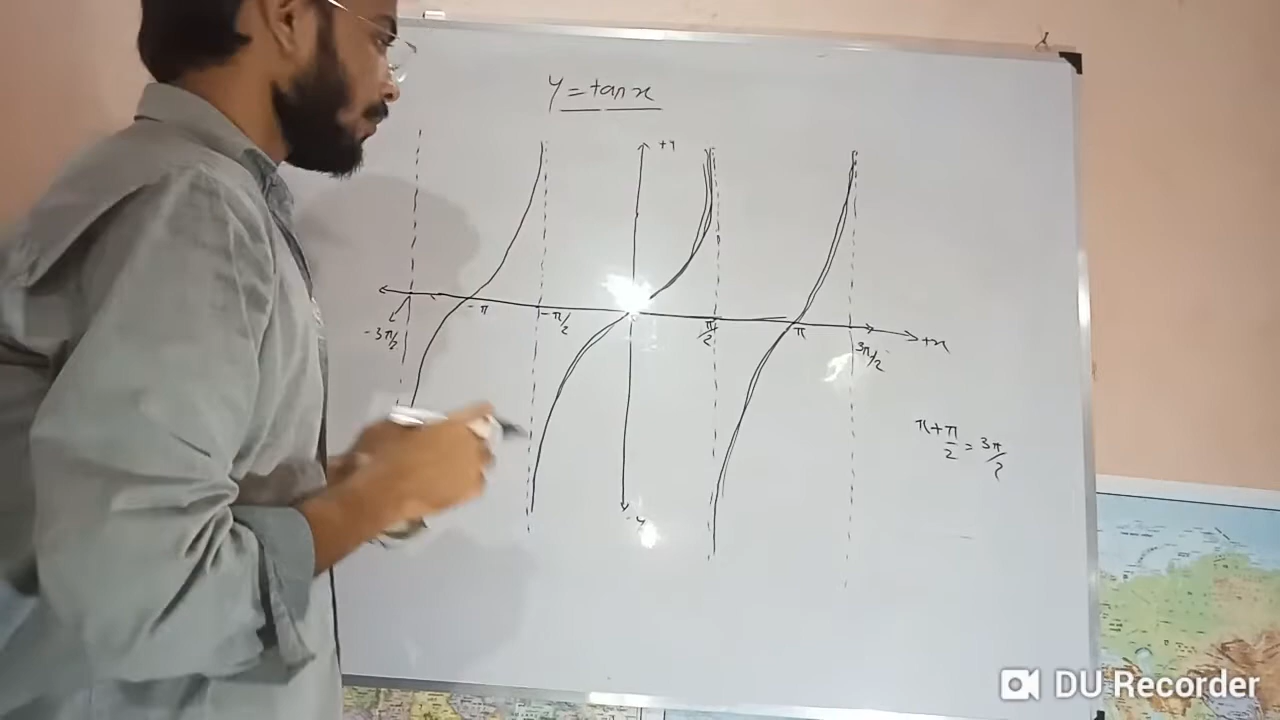 y = tan x
+y
-π
-π/2
π/2
π
+x
-3π/2
3π/2
π + π/2 = 3π/2
-y
DU Recorder